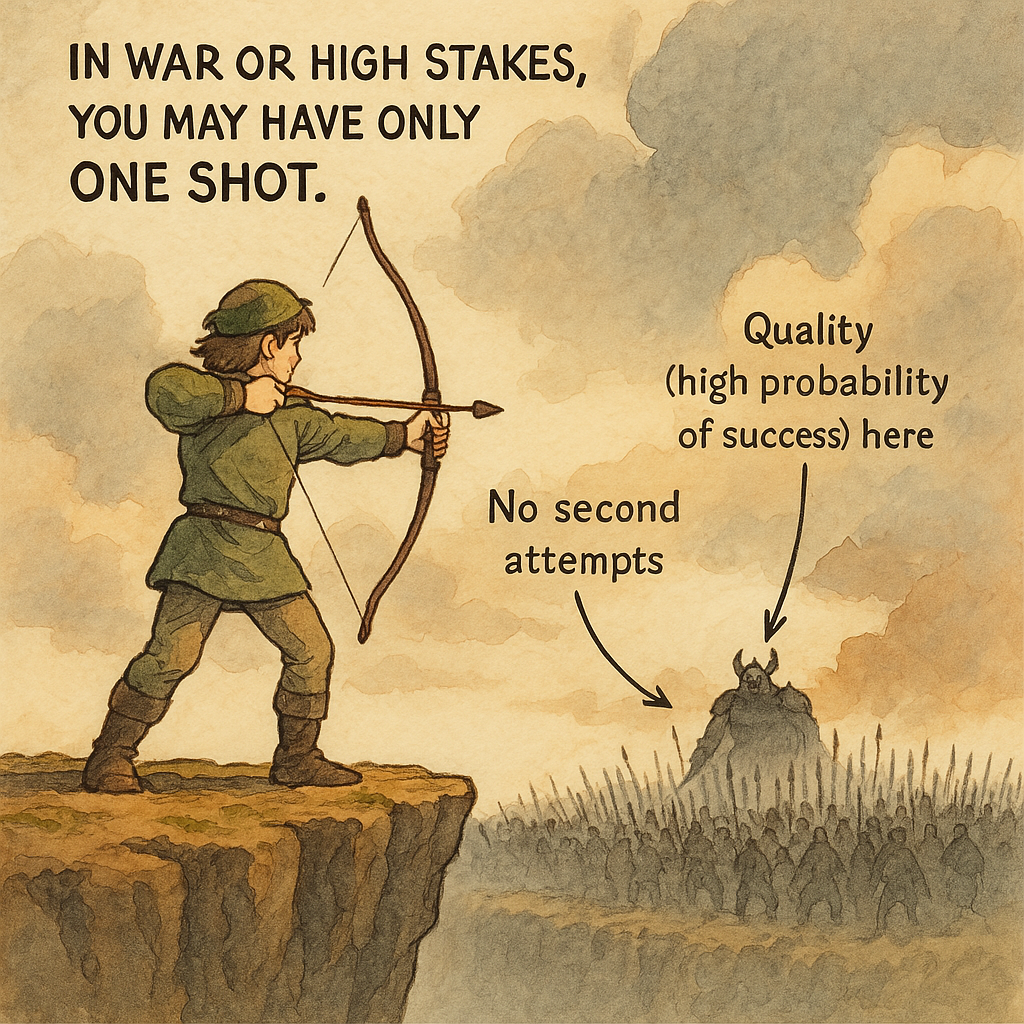 IN WAR OR HIGH STAKES,
YOU MAY HAVE ONLY
ONE SHOT.
Quality
(high probability
of success) here
No second
attempts